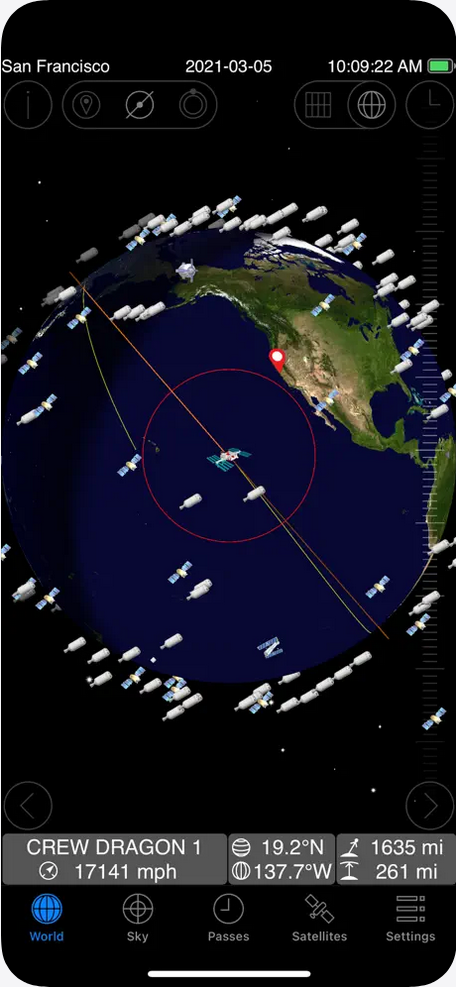 San Francisco 2021-03-05 10:09:22 AM
CREW DRAGON 1 19.2°N 1635 mi
17141 mph 137.7°W 261 mi
World Sky Passes Satellites Settings